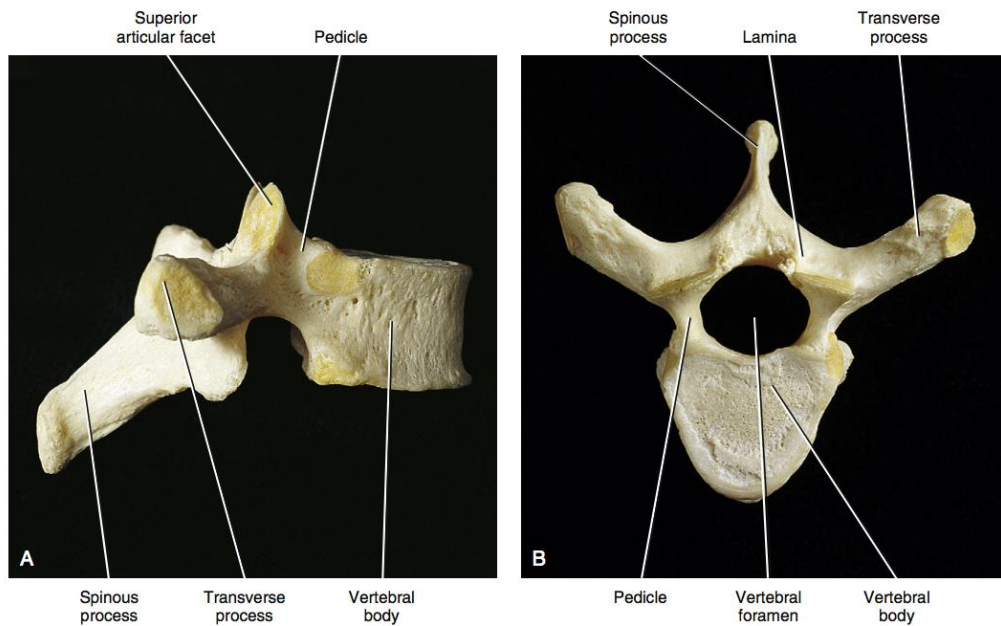 Superior
articular facet
Pedicle
Spinous
process
Lamina
Transverse
process
A
B
Spinous
process
Transverse
process
Vertebral
body
Pedicle
Vertebral
foramen
Vertebral
body